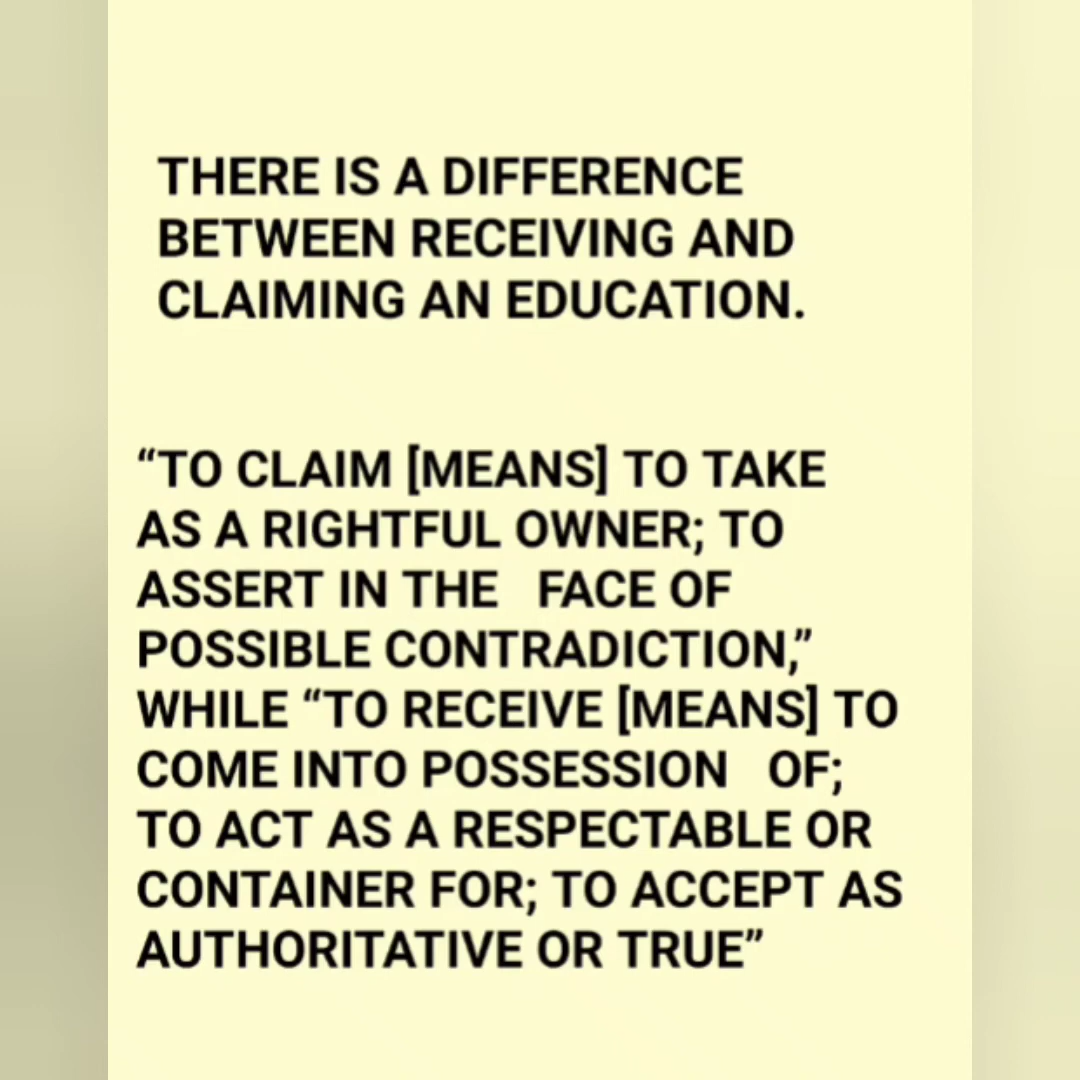 THERE IS A DIFFERENCE
BETWEEN RECEIVING AND
CLAIMING AN EDUCATION.
“TO CLAIM [MEANS] TO TAKE
AS A RIGHTFUL OWNER; TO
ASSERT IN THE FACE OF
POSSIBLE CONTRADICTION,”
WHILE “TO RECEIVE [MEANS] TO
COME INTO POSSESSION OF;
TO ACT AS A RESPECTABLE OR
CONTAINER FOR; TO ACCEPT AS
AUTHORITATIVE OR TRUE”